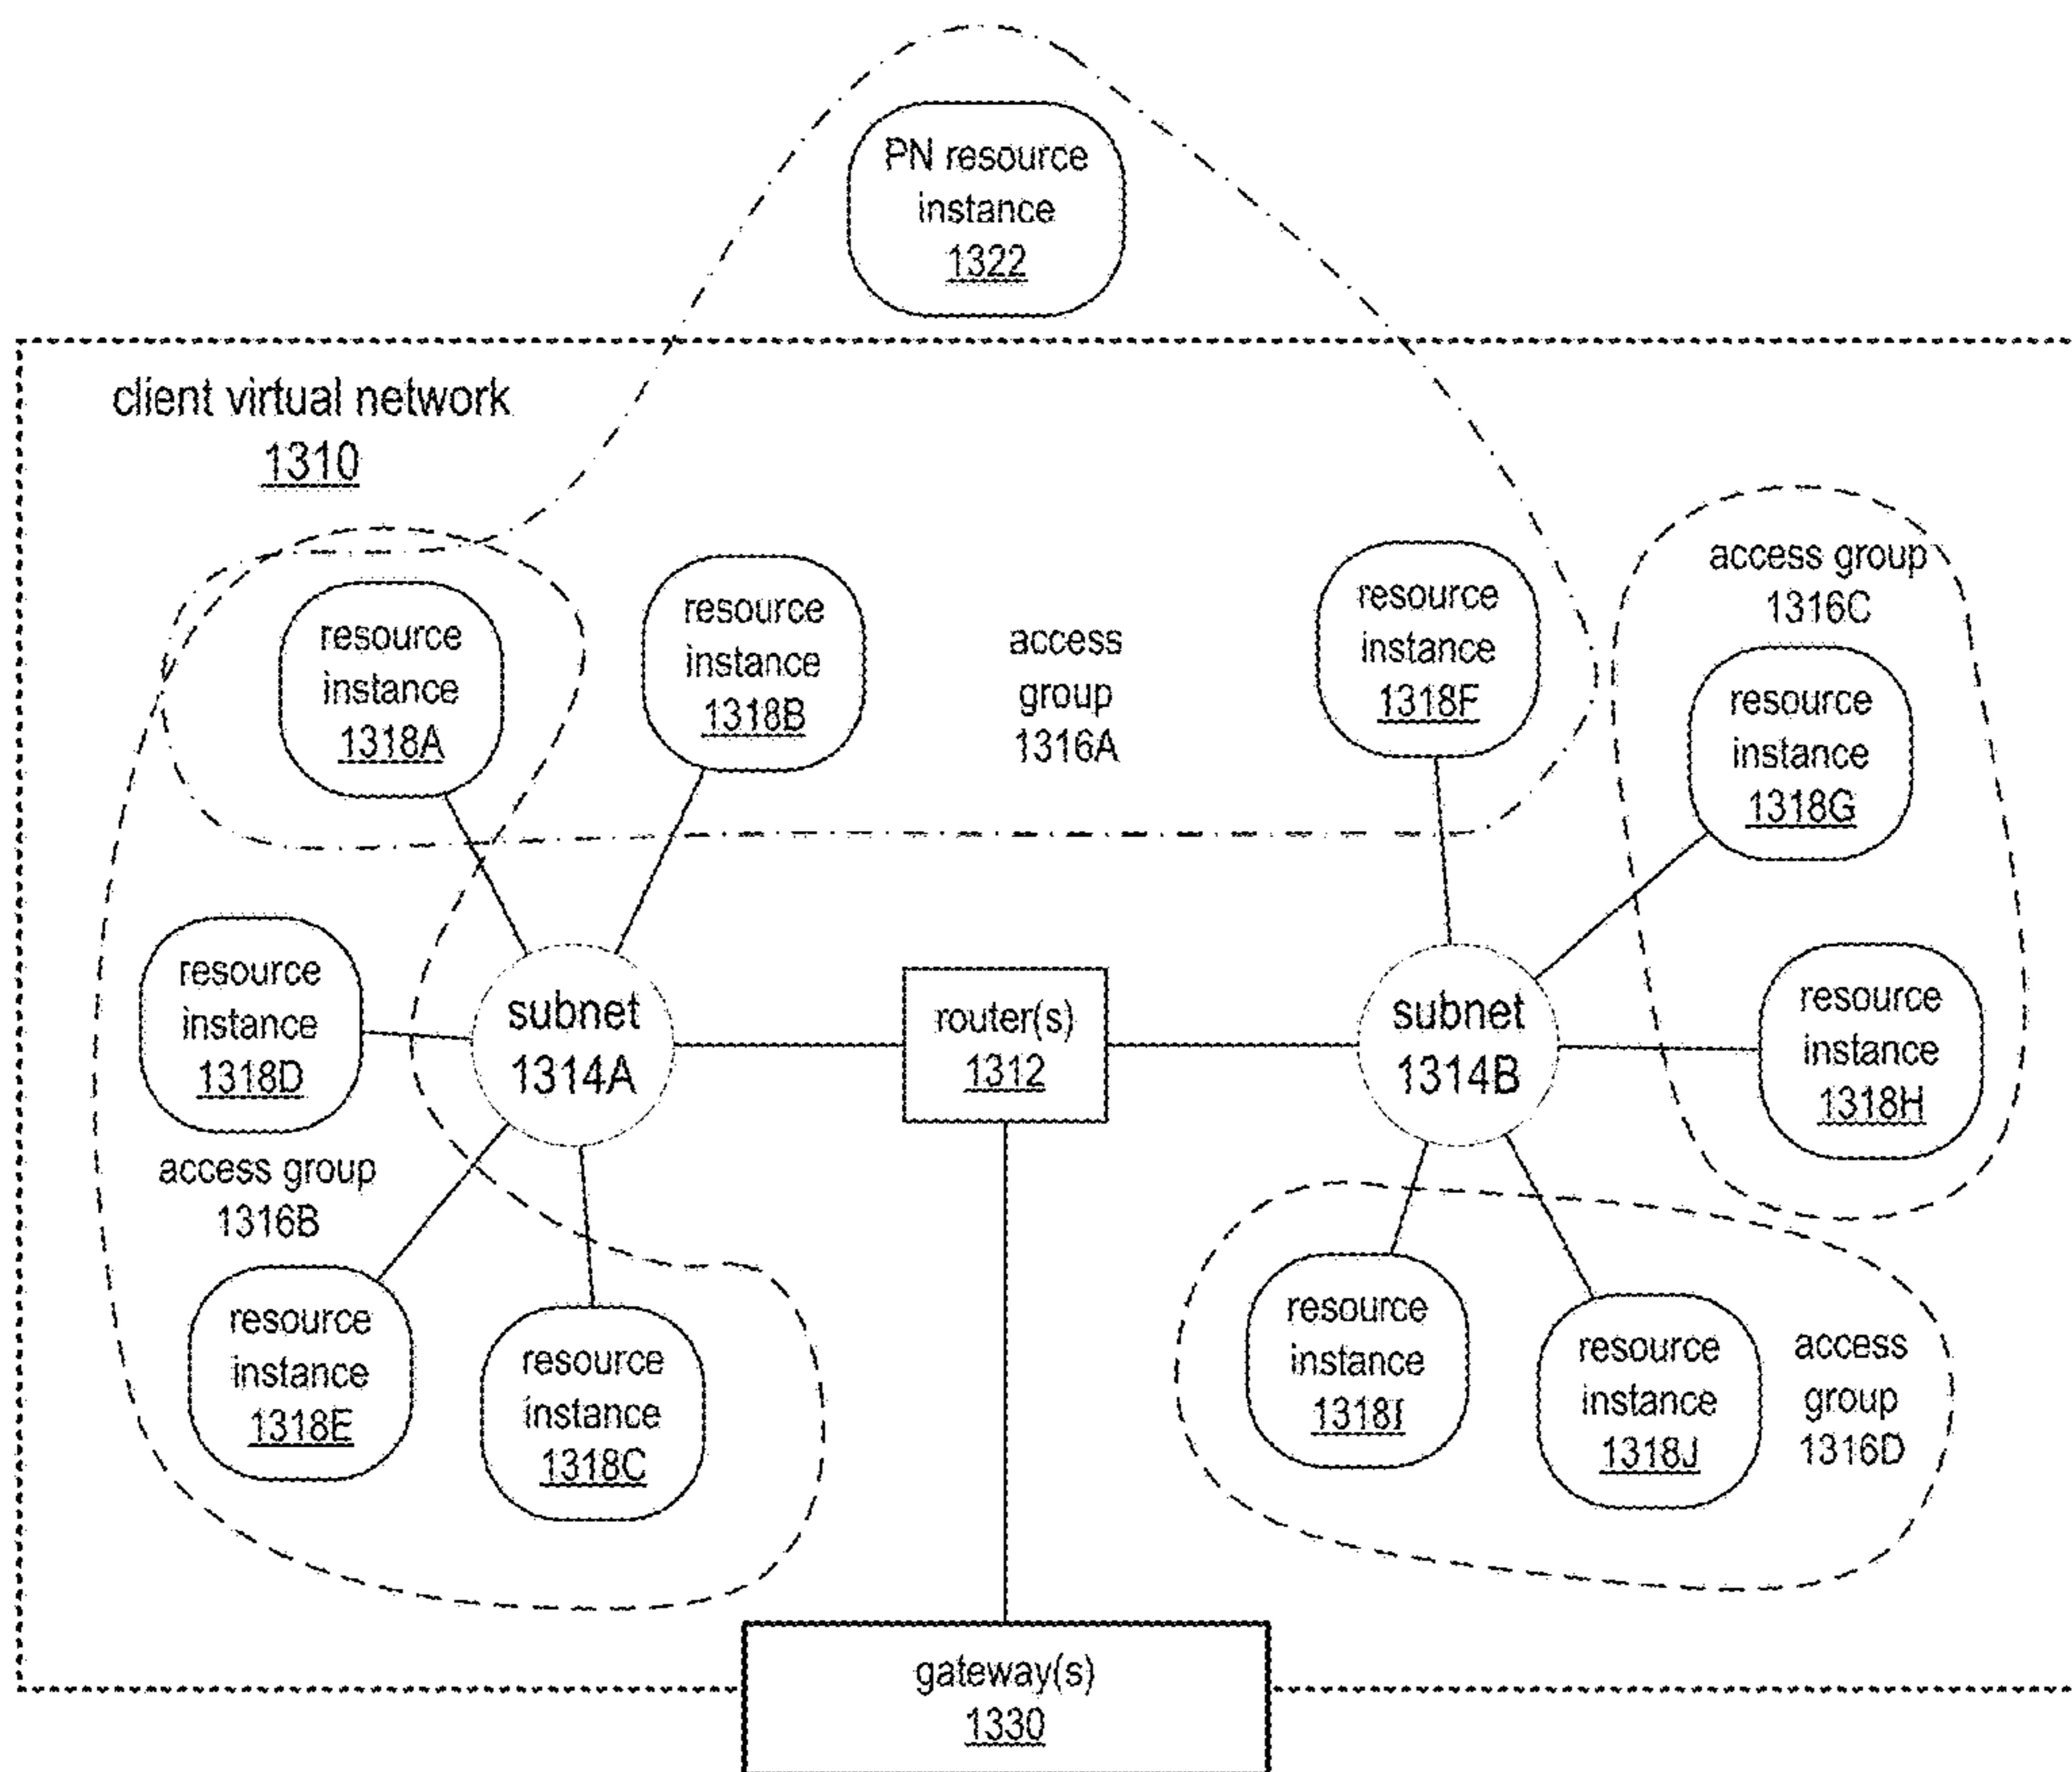 PN resource
instance
1322
client virtual network
1310
resource
instance
1318A
resource
instance
1318B
access
group
1316A
resource
instance
1318F
access group
1316C
resource
instance
1318G
resource
instance
1318D
subnet
1314A
router(s)
1312
subnet
1314B
resource
instance
1318H
access group
1316B
resource
instance
1318E
resource
instance
1318C
resource
instance
1318I
resource
instance
1318J
access
group
1316D
gateway(s)
1330